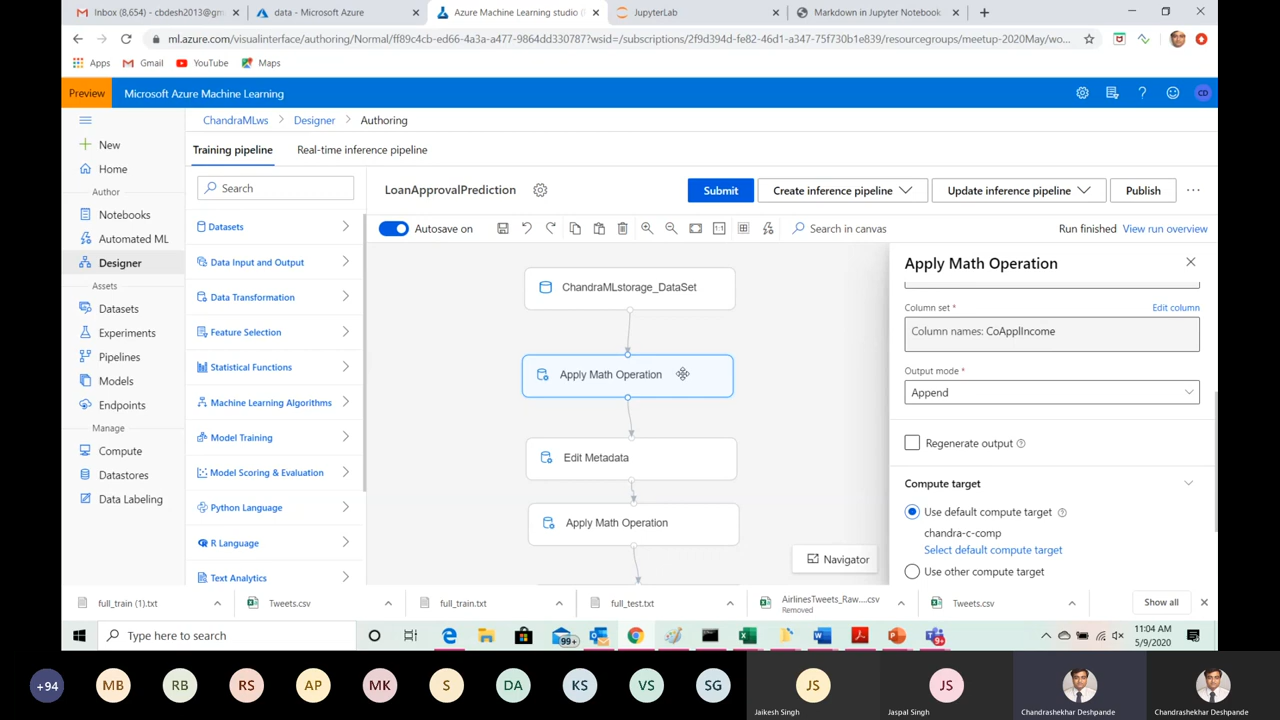 Inbox (8,654) - cbdesh2013@gm
data - Microsoft Azure
Azure Machine Learning studio (
JupyterLab
Markdown in Jupyter Notebook
ml.azure.com/visualinterface/authoring/Normal/ff89c4cb-ed66-4a3a-a477-9864dd330787?wsid=/subscriptions/2f9d394d-fe82-46d1-a347-75f730b1e839/resourcegroups/meetup-2020May/wo...
Apps
Gmail
YouTube
Maps
Preview
Microsoft Azure Machine Learning
CD
New
Home
Author
Notebooks
Automated ML
Designer
Assets
Datasets
Experiments
Pipelines
Models
Endpoints
Manage
Compute
Datastores
Data Labeling
ChandraMLws > Designer > Authoring
Training pipeline
Real-time inference pipeline
Search
Datasets
Data Input and Output
Data Transformation
Feature Selection
Statistical Functions
Machine Learning Algorithms
Model Training
Model Scoring & Evaluation
Python Language
R Language
Text Analytics
LoanApprovalPrediction
Submit
Create inference pipeline
Update inference pipeline
Publish
...
Autosave on
1:1
Search in canvas
Run finished
View run overview
ChandraMLstorage_DataSet
Apply Math Operation
Edit Metadata
Apply Math Operation
Navigator
Apply Math Operation
Column set *
Edit column
Column names: CoApplIncome
Output mode *
Append
Regenerate output
Compute target
Use default compute target
chandra-c-comp
Select default compute target
Use other compute target
full_train (1).txt
Tweets.csv
full_train.txt
full_test.txt
AirlinesTweets_Raw....csv
Removed
Tweets.csv
Show all
Type here to search
99+
9+
11:04 AM
5/9/2020
+94
MB
RB
RS
AP
MK
S
DA
KS
VS
SG
JS
Jaikesh Singh
JS
Jaspal Singh
Chandrashekhar Deshpande
Chandrashekhar Deshpande